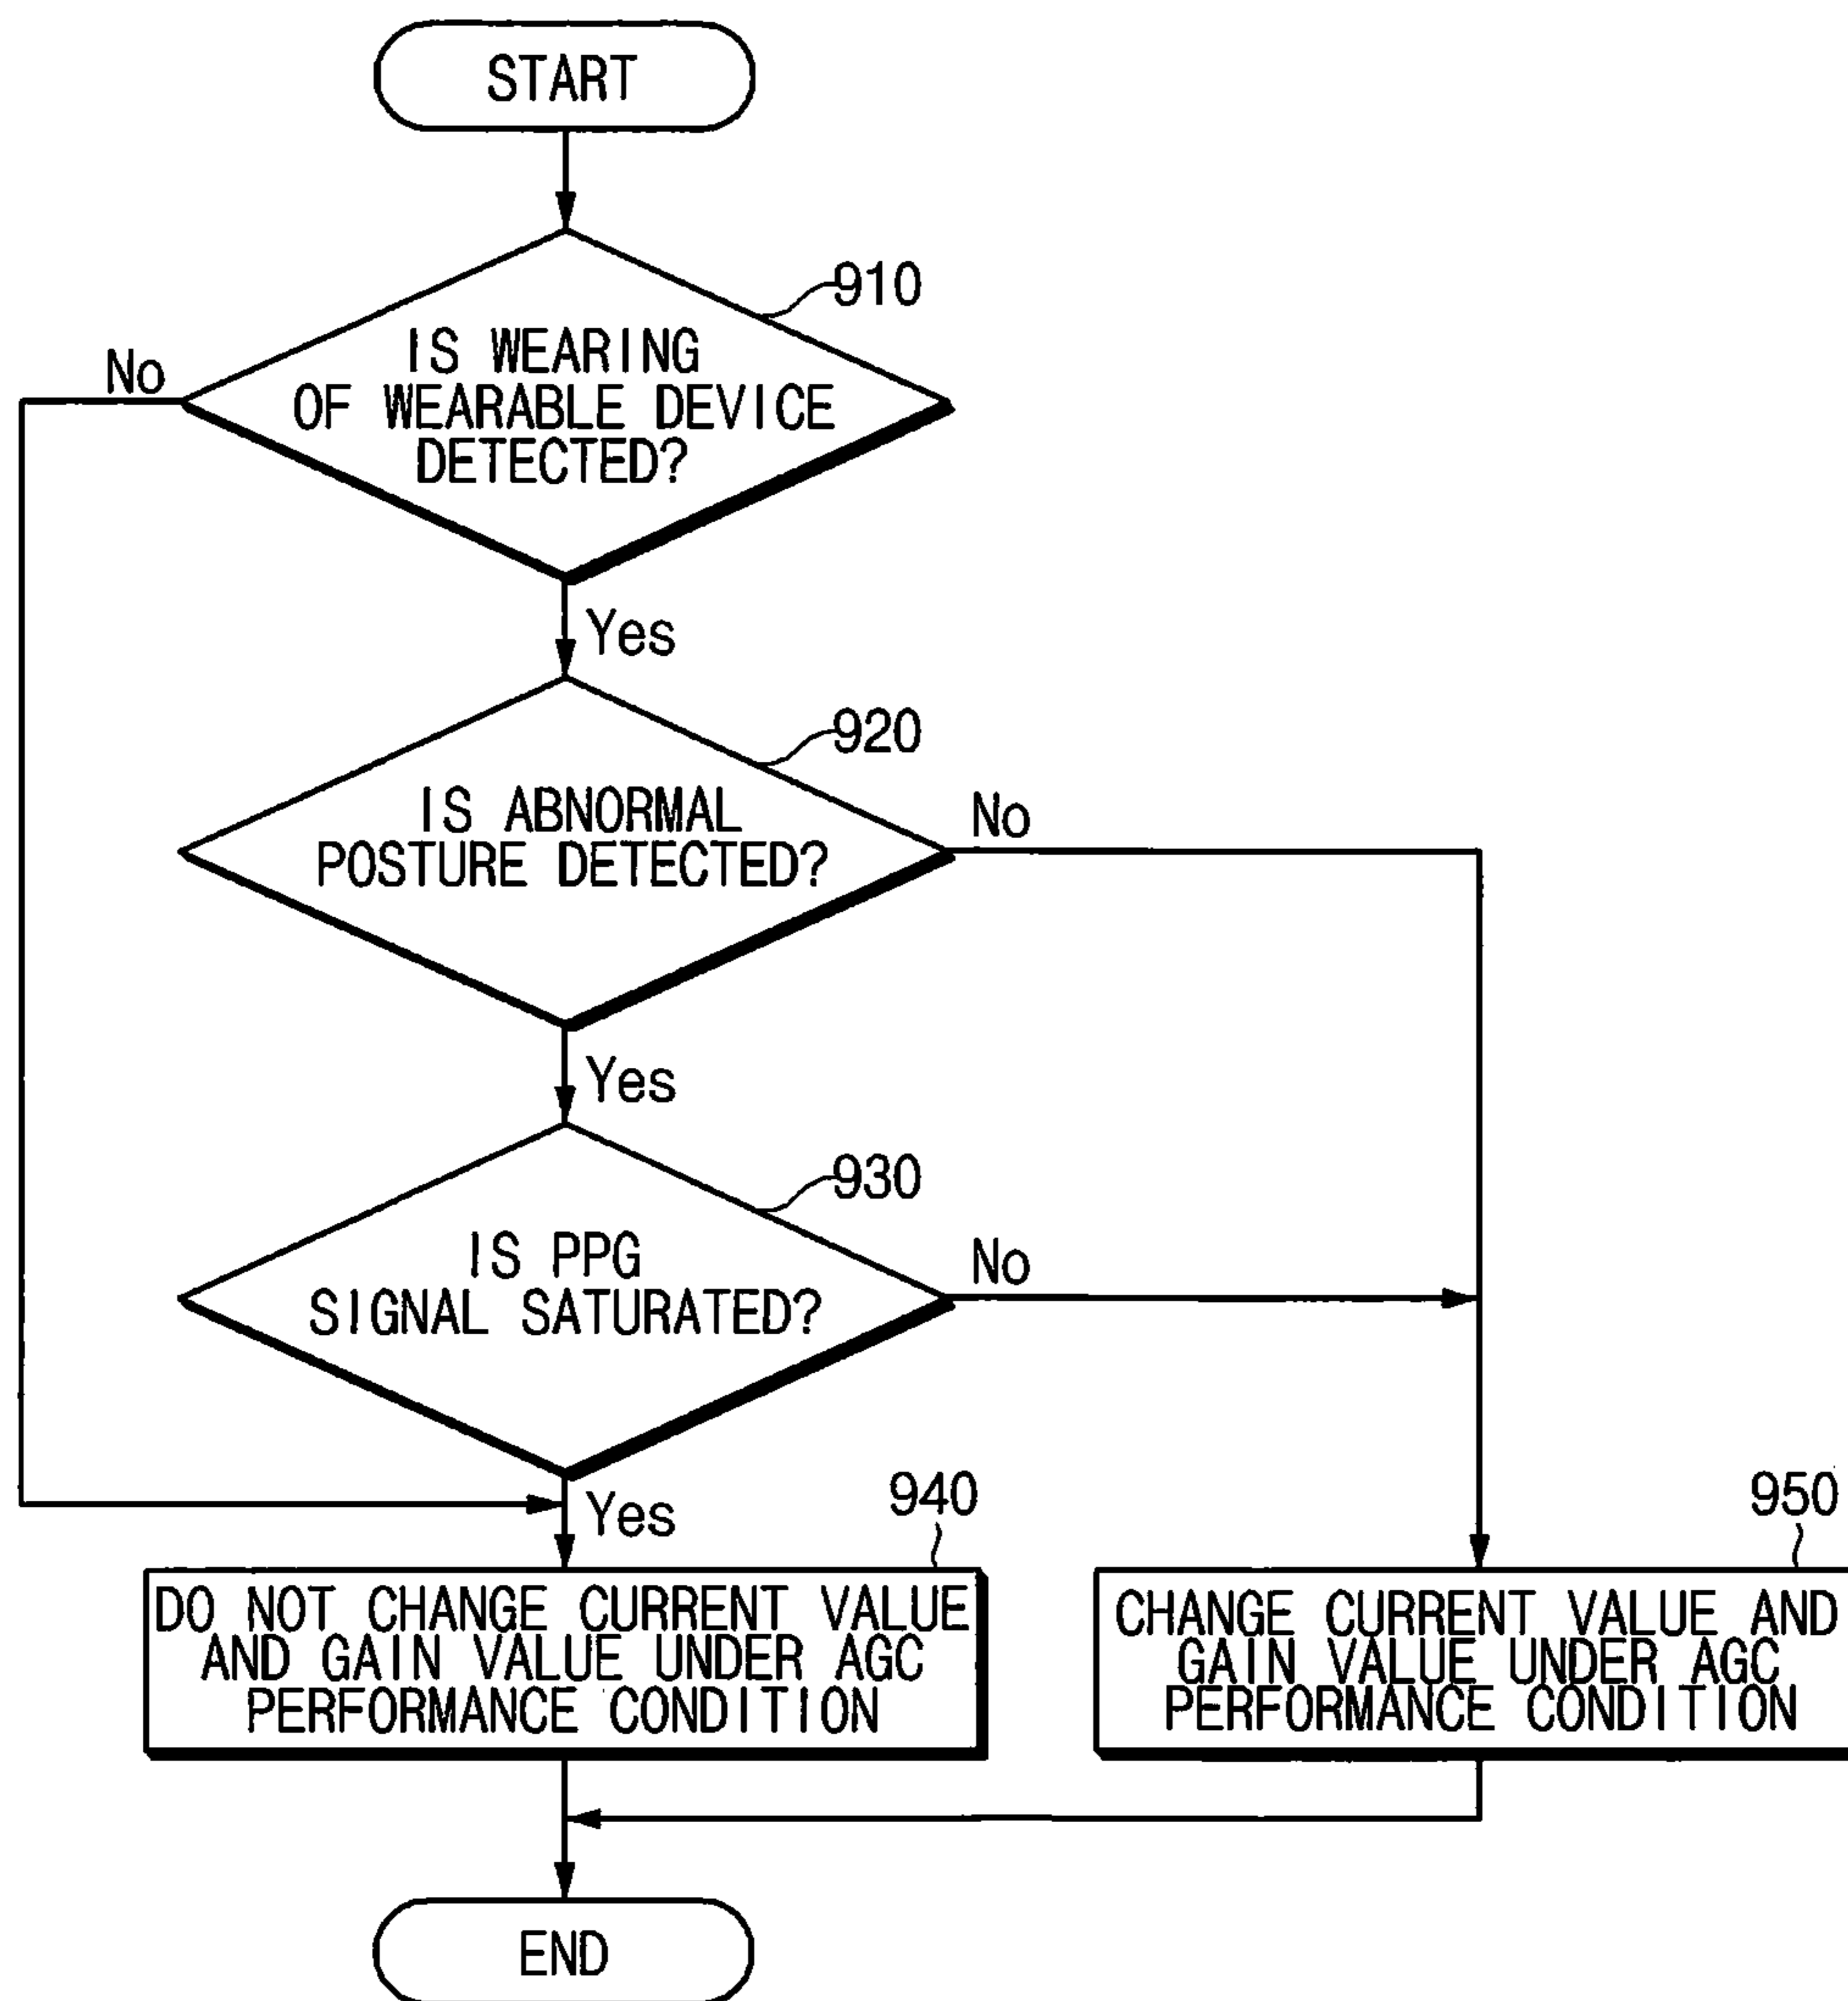 START
910
No
IS WEARING
OF WEARABLE DEVICE
DETECTED?
Yes
920
IS ABNORMAL
POSTURE DETECTED?
No
Yes
930
IS PPG
SIGNAL SATURATED?
No
Yes
940
DO NOT CHANGE CURRENT VALUE
AND GAIN VALUE UNDER AGC
PERFORMANCE CONDITION
950
CHANGE CURRENT VALUE AND
GAIN VALUE UNDER AGC
PERFORMANCE CONDITION
END